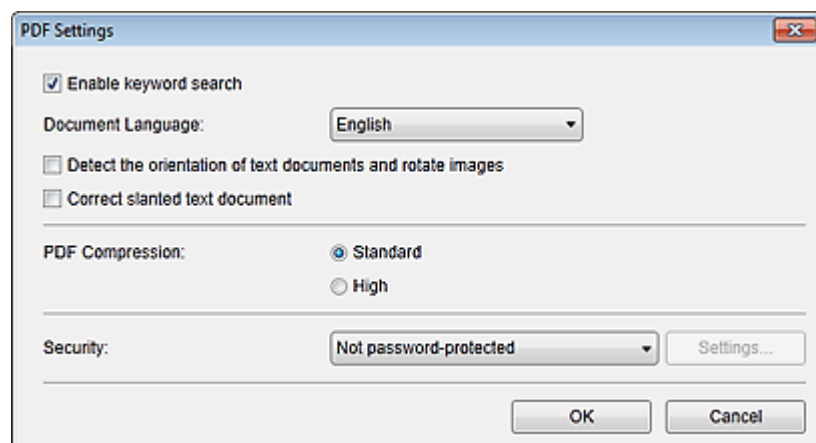 PDF Settings
Enable keyword search
Document Language: English
Detect the orientation of text documents and rotate images
Correct slanted text document
PDF Compression: Standard
High
Security: Not password-protected Settings...
OK Cancel